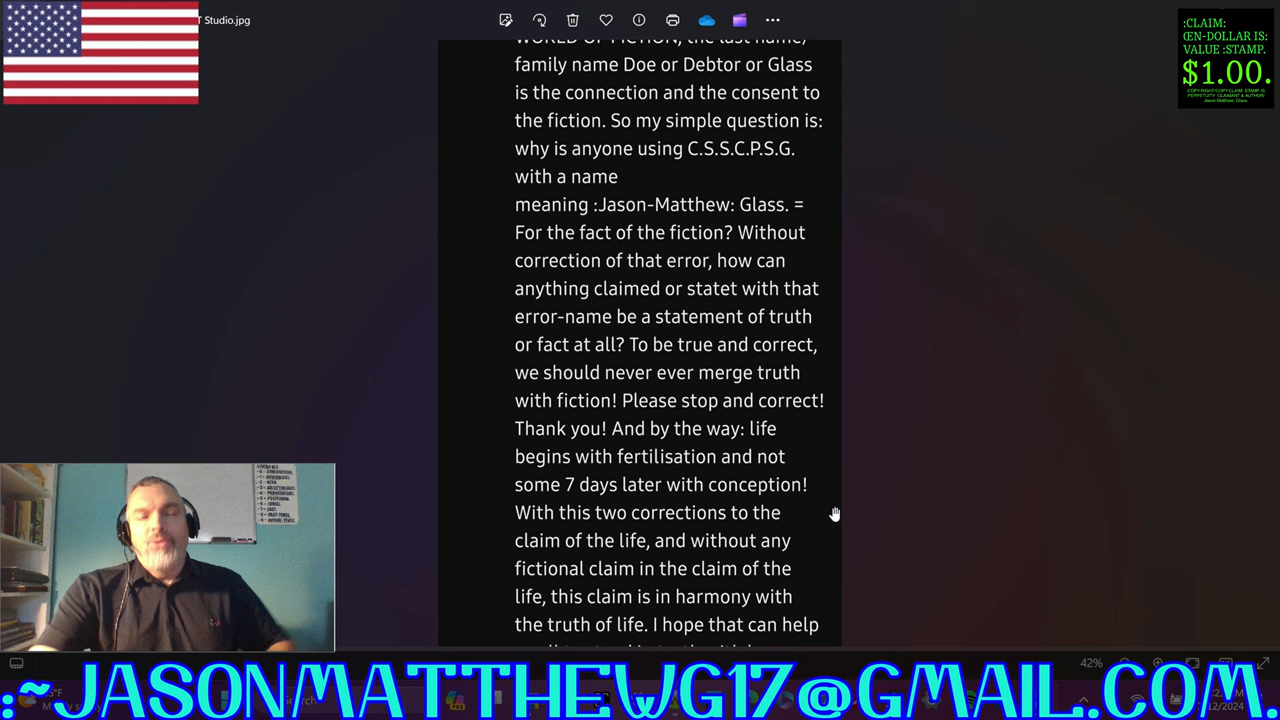 T Studio.jpg
:CLAIM:
ŒN-DOLLAR IS:
VALUE :STAMP.
$1.00.
Jason Matthew: Glass.
WORLD OF FICTION, the last name,
family name Doe or Debtor or Glass
is the connection and the consent to
the fiction. So my simple question is:
why is anyone using C.S.S.C.P.S.G.
with a name
meaning :Jason-Matthew: Glass. =
For the fact of the fiction? Without
correction of that error, how can
anything claimed or statet with that
error-name be a statement of truth
or fact at all? To be true and correct,
we should never ever merge truth
with fiction! Please stop and correct!
Thank you! And by the way: life
begins with fertilisation and not
some 7 days later with conception!
With this two corrections to the
claim of the life, and without any
fictional claim in the claim of the
life, this claim is in harmony with
the truth of life. I hope that can help
42%
:~ JASONMATTHEWG17@GMAIL.COM.